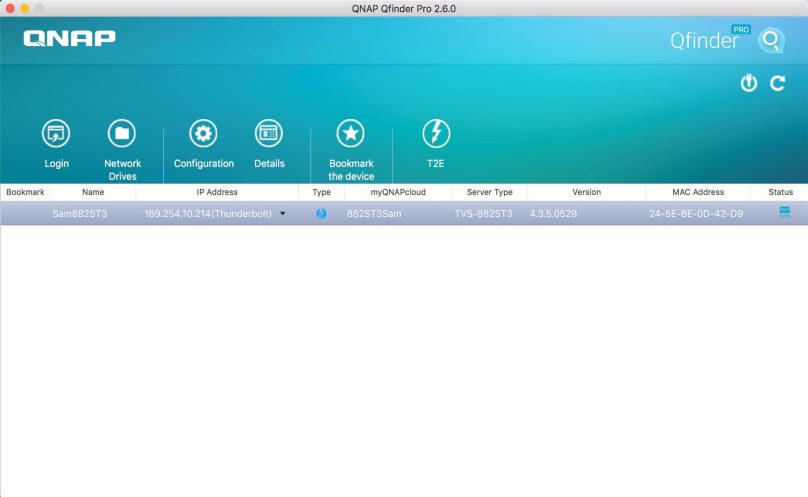 QNAP Qfinder Pro 2.6.0
QNAP
Qfinder PRO
Login
Network
Drives
Configuration
Details
Bookmark
the device
T2E
Bookmark Name IP Address Type myQNAPcloud Server Type Version MAC Address Status
Sam882ST3 169.254.10.214(Thunderbolt) 882ST3Sam TVS-882ST3 4.3.5.0529 24-5E-BE-0D-42-D9